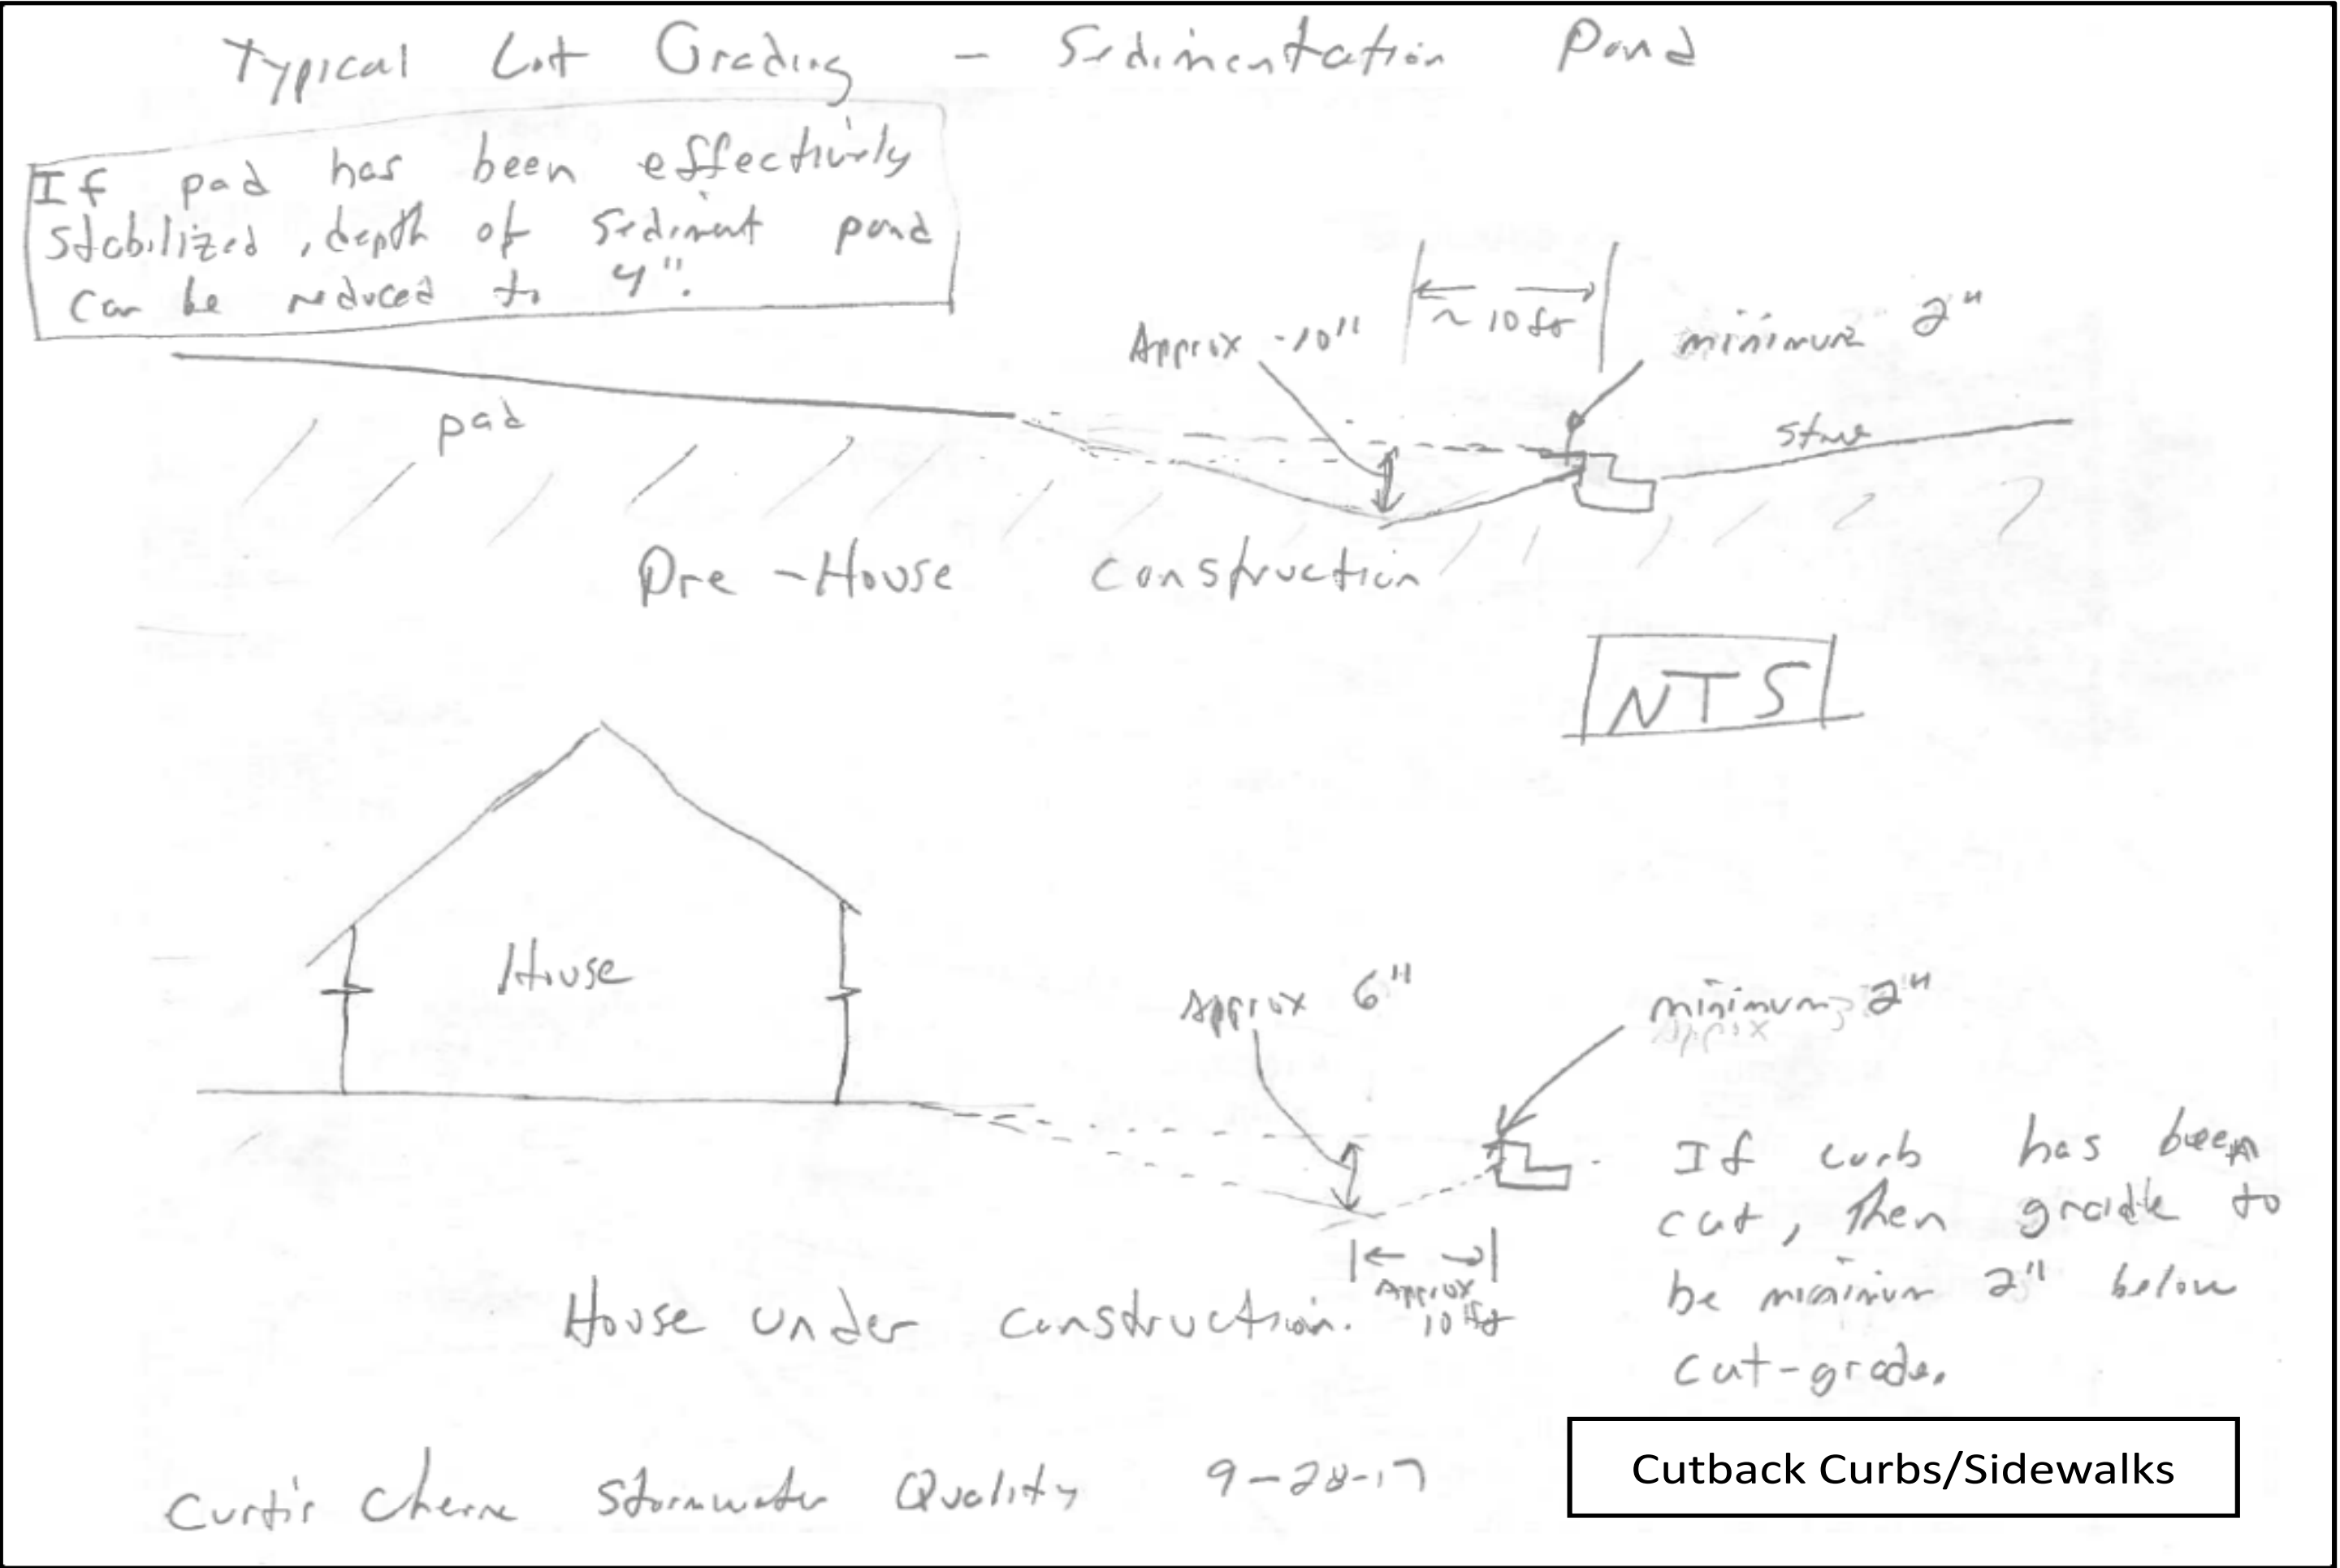 Typical Lot Grading - Sedimentation Pond
If pad has been effectively
stabilized, depth of sediment pond
can be reduced to 4".
Approx -10"
~ 10 ft
minimum 2"
pad
Pre-House Construction
NTS
House
Approx 6"
minimum 2"
Approx
If curb has been
cut, then grade to
be minimum 2" below
cut-grade.
Approx
10 ft
House under construction.
Curtis Cherne Stormwater Quality 9-28-17
Cutback Curbs/Sidewalks